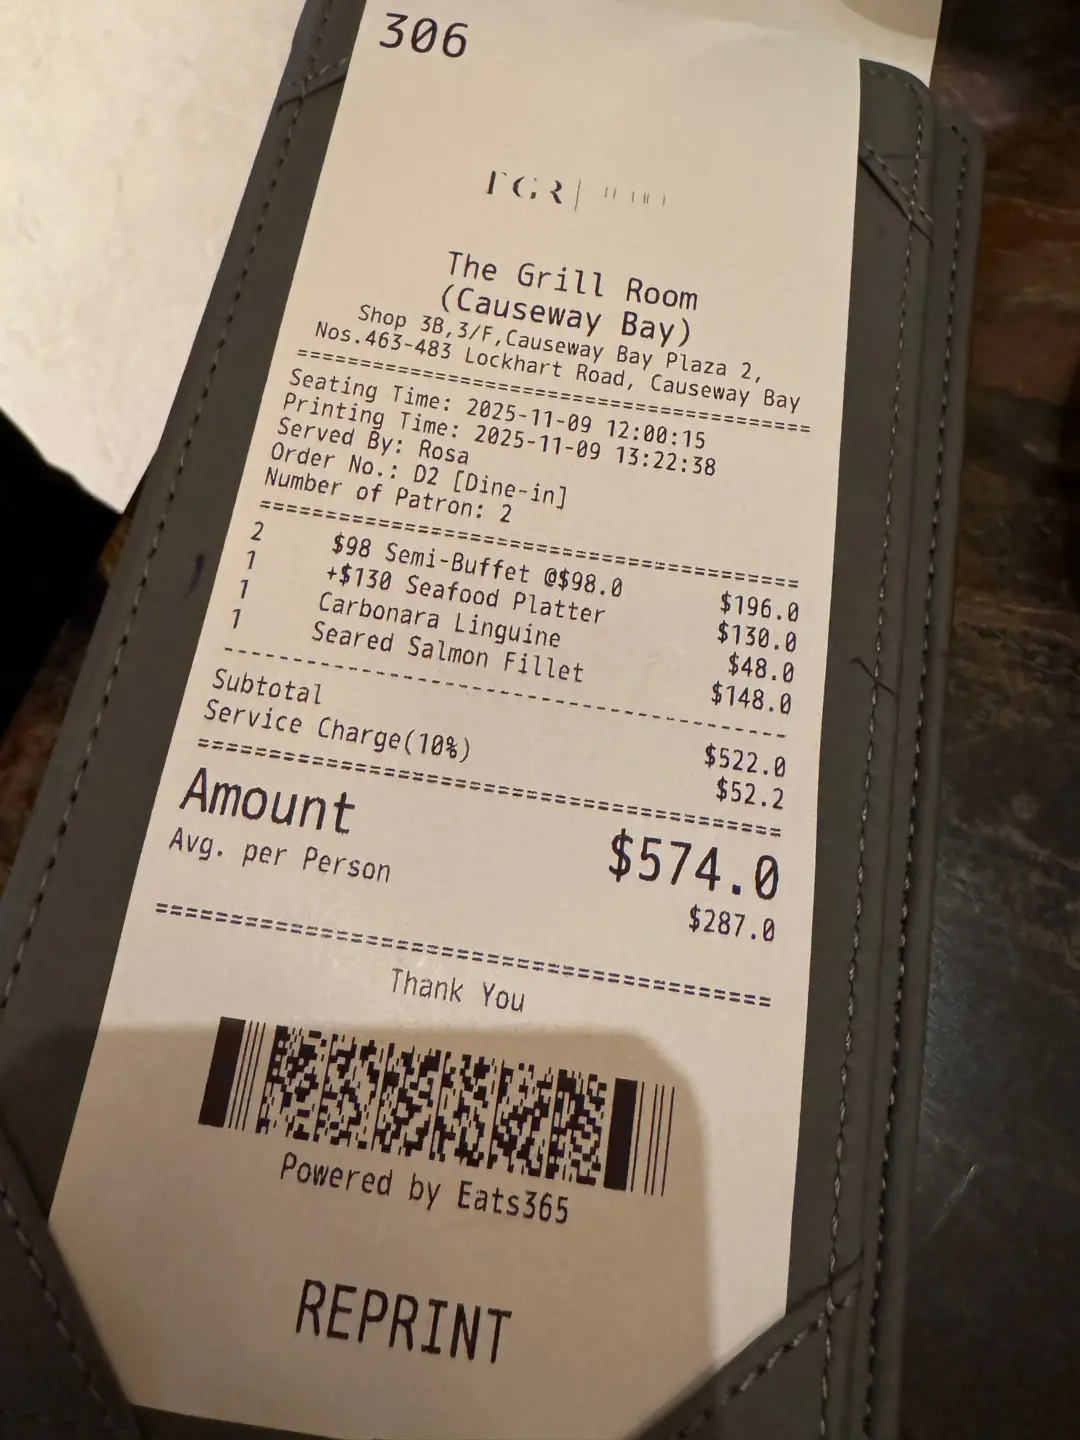 306
The Grill Room
(Causeway Bay)
Shop 3B,3/F,Causeway Bay Plaza 2,
Nos.463-483 Lockhart Road, Causeway Bay
========================================
Seating Time: 2025-11-09 12:00:15
Printing Time: 2025-11-09 13:22:38
Served By: Rosa
Order No.: D2 [Dine-in]
Number of Patron: 2
========================================
2 $98 Semi-Buffet @$98.0 $196.0
1 +$130 Seafood Platter $130.0
1 Carbonara Linguine $48.0
1 Seared Salmon Fillet $148.0
----------------------------------------
Subtotal $522.0
Service Charge(10%) $52.2
========================================
Amount $574.0
Avg. per Person $287.0
========================================
Thank You
Powered by Eats365
REPRINT